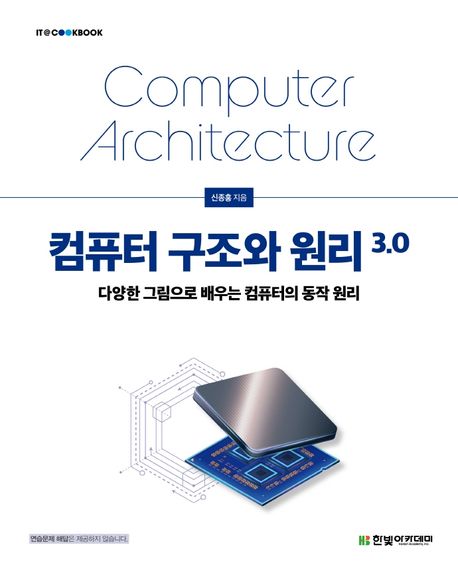 IT@COOKBOOK
Computer
Architecture
신종홍 지음
컴퓨터 구조와 원리 3.0
다양한 그림으로 배우는 컴퓨터의 동작 원리
연습문제 해답은 제공하지 않습니다.
한빛아카데미
Hanbit Academy, Inc.